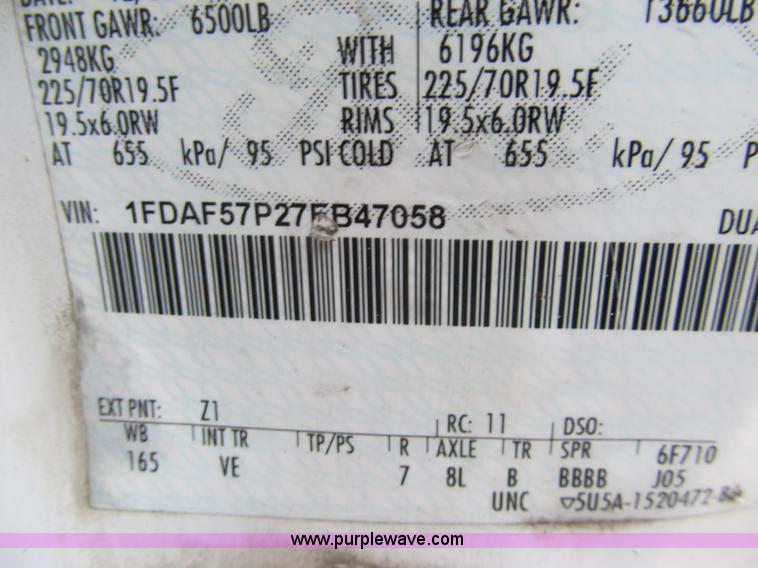 FRONT GAWR: 6500LB REAR GAWR: 13660LB
2948KG WITH 6196KG
225/70R19.5F TIRES 225/70R19.5F
19.5x6.0RW RIMS 19.5x6.0RW
AT 655 kPa/ 95 PSI COLD AT 655 kPa/ 95
VIN: 1FDAF57P27EB47058
EXT PNT: Z1 RC: 11 DSO:
WB INT TR TP/PS R AXLE TR SPR 6F710
165 VE 7 8L B BBBB J05
UNC ▽5U5A-1520472-
www.purplewave.com